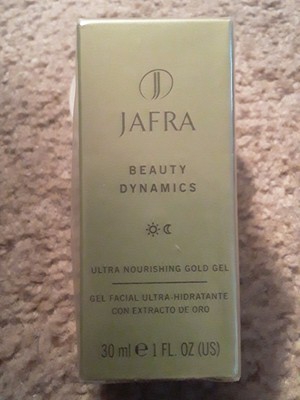 JAFRA
BEAUTY
DYNAMICS
ULTRA NOURISHING GOLD GEL
GEL FACIAL ULTRA-HIDRATANTE
CON EXTRACTO DE ORO
30 ml e 1 FL. OZ (US)